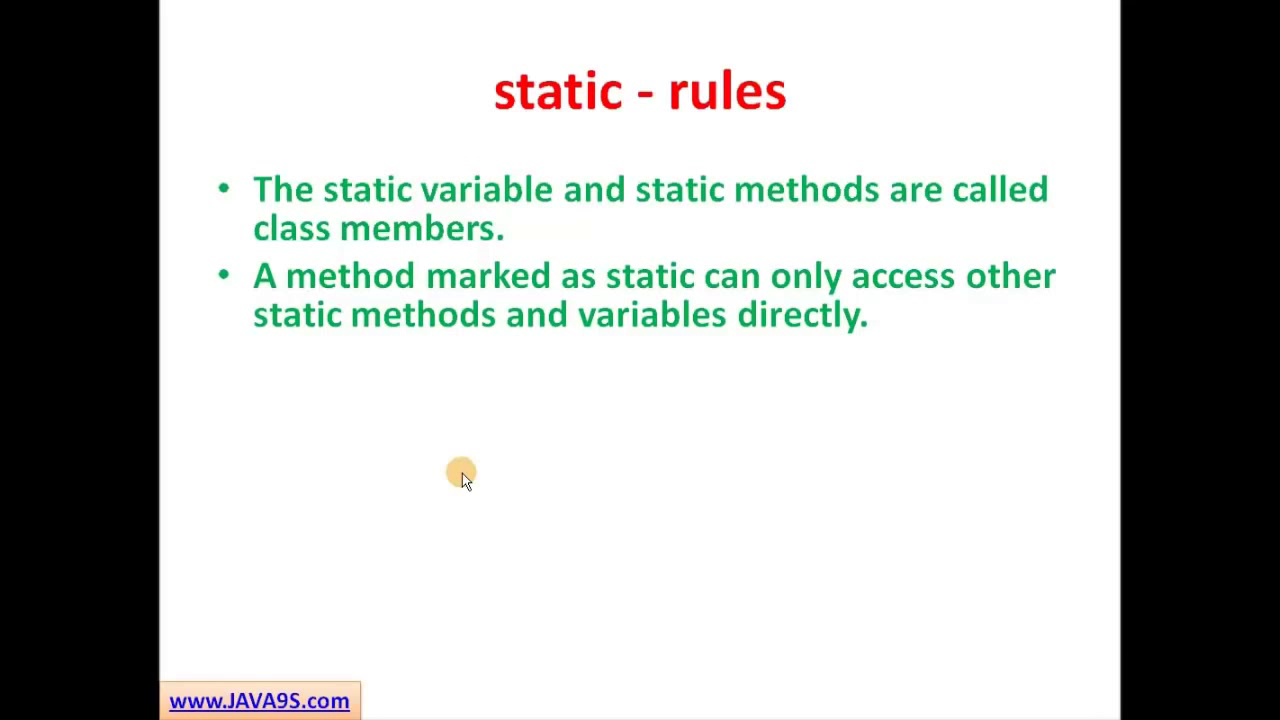 static - rules
• The static variable and static methods are called
class members.
• A method marked as static can only access other
static methods and variables directly.
www.JAVA9S.com